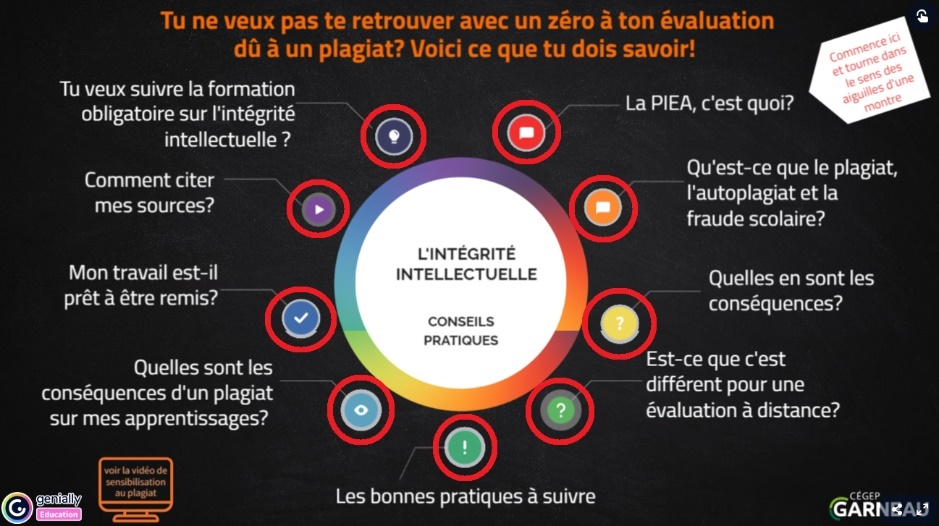 Tu ne veux pas te retrouver avec un zéro à ton évaluation
dû à un plagiat? Voici ce que tu dois savoir!
Commence ici
et tourne dans
le sens des
aiguilles d'une
montre
La PIEA, c'est quoi?
Qu'est-ce que le plagiat,
l'autoplagiat et la
fraude scolaire?
Quelles en sont les
conséquences?
Est-ce que c'est
différent pour une
évaluation à distance?
Les bonnes pratiques à suivre
Quelles sont les
conséquences d'un plagiat
sur mes apprentissages?
Mon travail est-il
prêt à être remis?
Comment citer
mes sources?
Tu veux suivre la formation
obligatoire sur l'intégrité
intellectuelle ?
L'INTÉGRITÉ
INTELLECTUELLE
CONSEILS
PRATIQUES
?
?
!
voir la vidéo de
sensibilisation
au plagiat
genially
Education
CÉGEP
GARNEAU